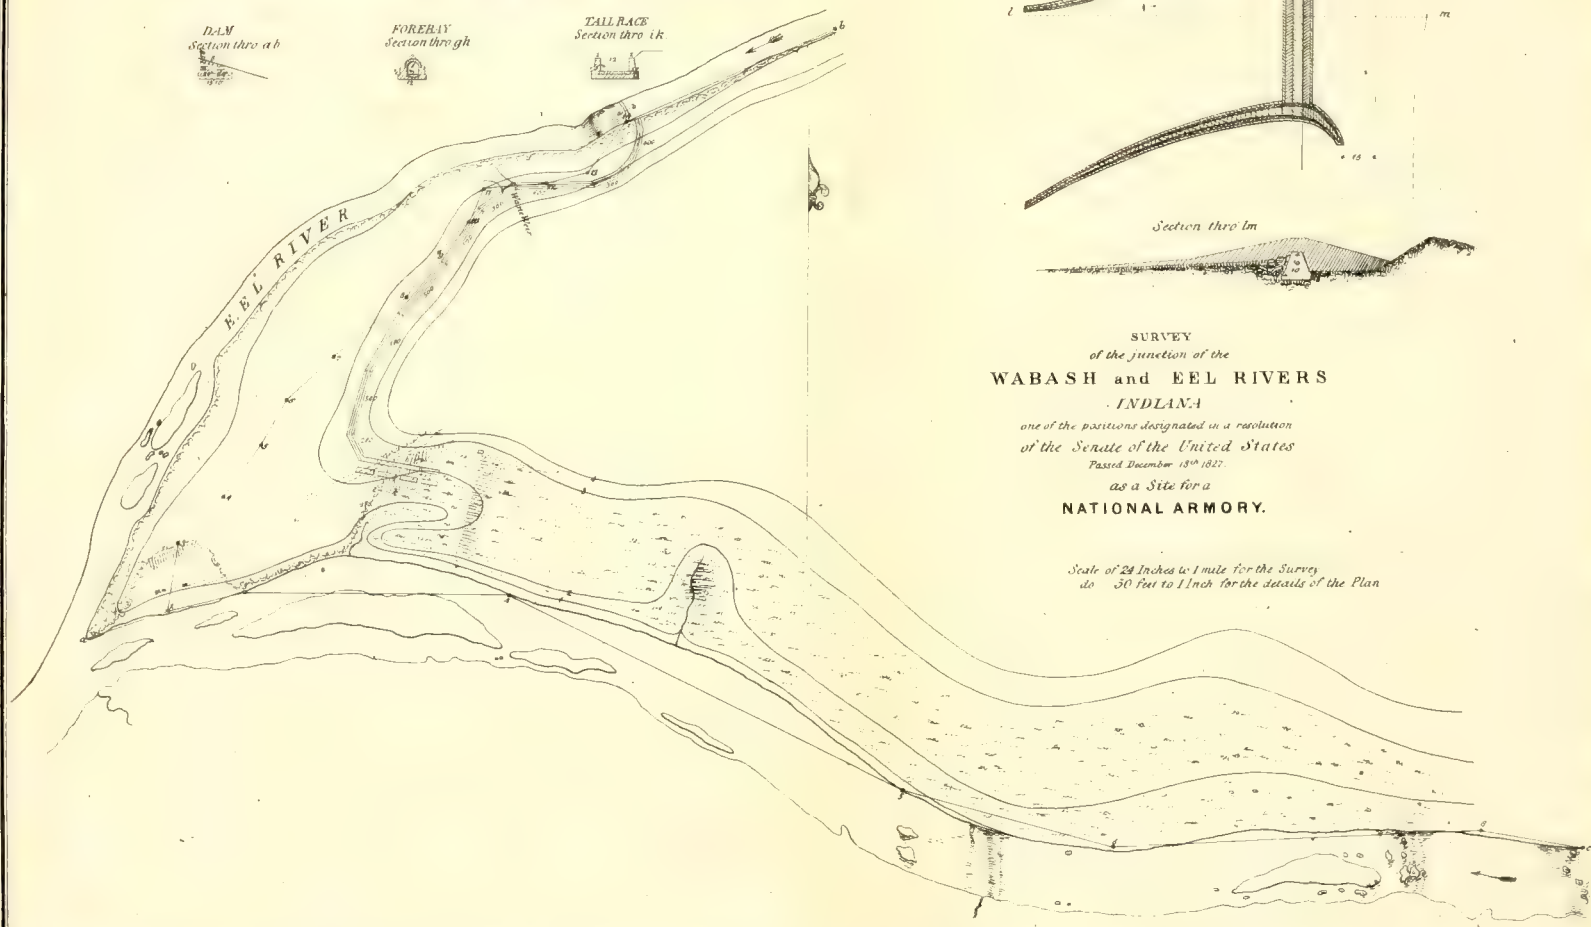 DAM
Section thro a b
FOREBAY
Section thro gh
TAIL RACE
Section thro ik
b
l
m
13
EEL RIVER
Waste Weir
Section thro lm
SURVEY
of the junction of the
WABASH and EEL RIVERS
INDIANA
one of the positions designated in a resolution
of the Senate of the United States
Passed December 18th 1827.
as a Site for a
NATIONAL ARMORY.
Scale of 24 Inches to 1 mile for the Survey
do 30 feet to 1 Inch for the details of the Plan